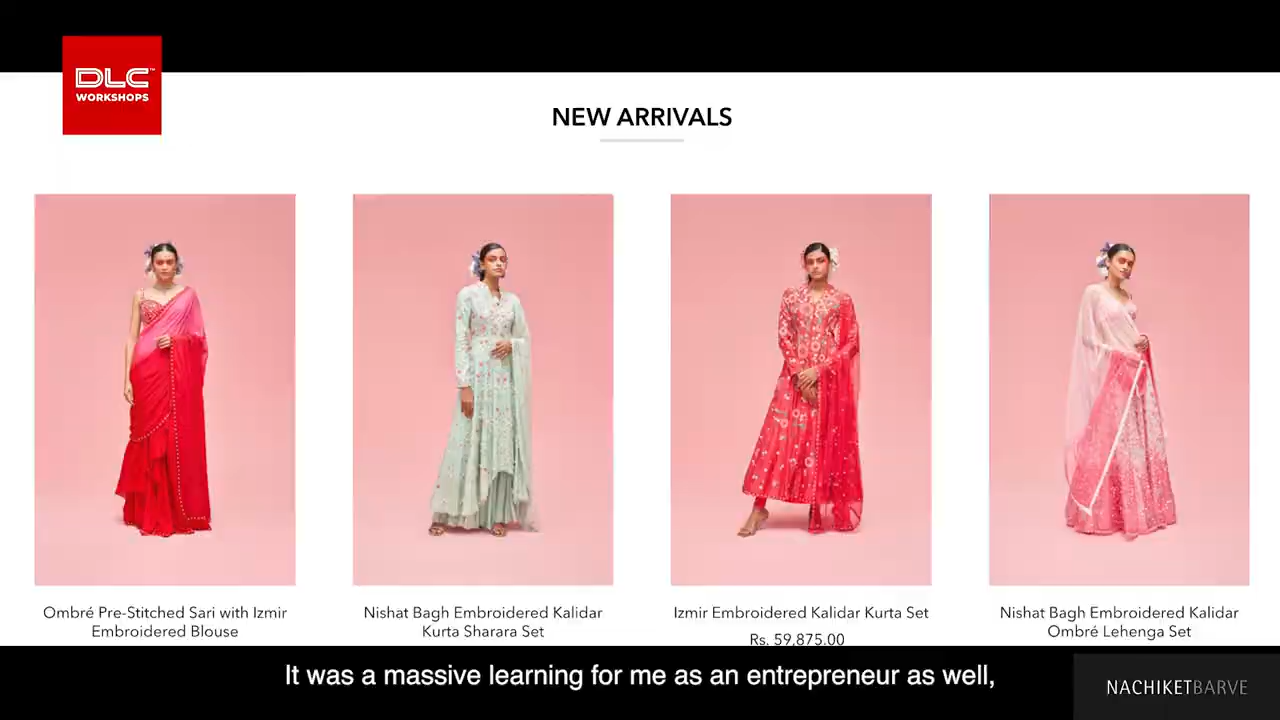 DLC™
WORKSHOPS
NEW ARRIVALS
Ombré Pre-Stitched Sari with Izmir
Embroidered Blouse
Nishat Bagh Embroidered Kalidar
Kurta Sharara Set
Izmir Embroidered Kalidar Kurta Set
Rs. 59,875.00
Nishat Bagh Embroidered Kalidar
Ombré Lehenga Set
It was a massive learning for me as an entrepreneur as well,
NACHIKETBARVE